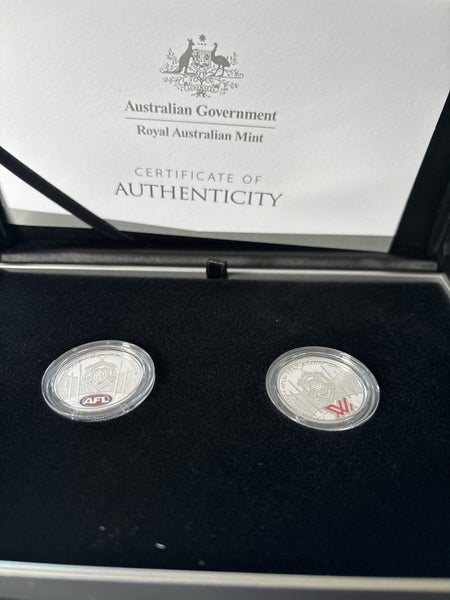 Australian Government
Royal Australian Mint
CERTIFICATE OF
AUTHENTICITY
AFL
W